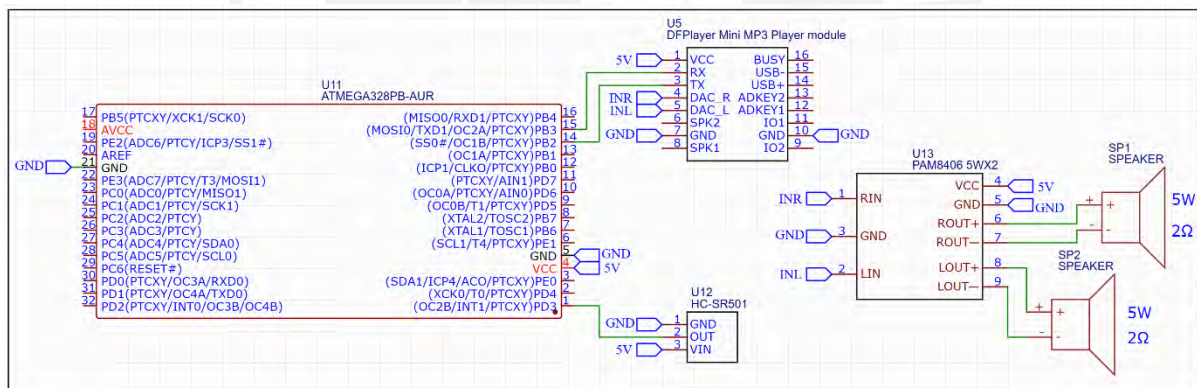 U5
DFPlayer Mini MP3 Player module
5V
1 VCC BUSY 16
2 RX USB- 15
3 TX USB+ 14
INR 4 DAC_R ADKEY2 13
INL 5 DAC_L ADKEY1 12
6 SPK2 IO1 11
GND 7 GND GND 10 GND
8 SPK1 IO2 9
U11
ATMEGA328PB-AUR
17 PB5(PTCXY/XCK1/SCK0) (MISO0/RXD1/PTCXY)PB4 16
18 AVCC (MOSI0/TXD1/OC2A/PTCXY)PB3 15
19 PE2(ADC6/PTCY/ICP3/SS1#) (SS0#/OC1B/PTCXY)PB2 14
20 AREF (OC1A/PTCXY)PB1 13
GND 21 GND (ICP1/CLKO/PTCXY)PB0 12
22 PE3(ADC7/PTCY/T3/MOSI1) (PTCXY/AIN1)PD7 11
23 PC0(ADC0/PTCY/MISO1) (OC0A/PTCXY/AIN0)PD6 10
24 PC1(ADC1/PTCY/SCK1) (OC0B/T1/PTCXY)PD5 9
25 PC2(ADC2/PTCY) (XTAL2/TOSC2)PB7 8
26 PC3(ADC3/PTCY) (XTAL1/TOSC1)PB6 7
27 PC4(ADC4/PTCY/SDA0) (SCL1/T4/PTCXY)PE1 6
28 PC5(ADC5/PTCY/SCL0) GND 5 GND
29 PC6(RESET#) VCC 4 5V
30 PD0(PTCXY/OC3A/RXD0) (SDA1/ICP4/ACO/PTCXY)PE0 3
31 PD1(PTCXY/OC4A/TXD0) (XCK0/T0/PTCXY)PD4 2
32 PD2(PTCXY/INT0/OC3B/OC4B) (OC2B/INT1/PTCXY)PD3 1
U12
HC-SR501
GND 1 GND
2 OUT
5V 3 VIN
U13
PAM8406 5WX2
INR 1 RIN
GND 3 GND
INL 2 LIN
VCC 4 5V
GND 5 GND
ROUT+ 6
ROUT− 7
LOUT+ 8
LOUT− 9
SP1
SPEAKER
+ +
- -
5W
2Ω
SP2
SPEAKER
+ +
- -
5W
2Ω